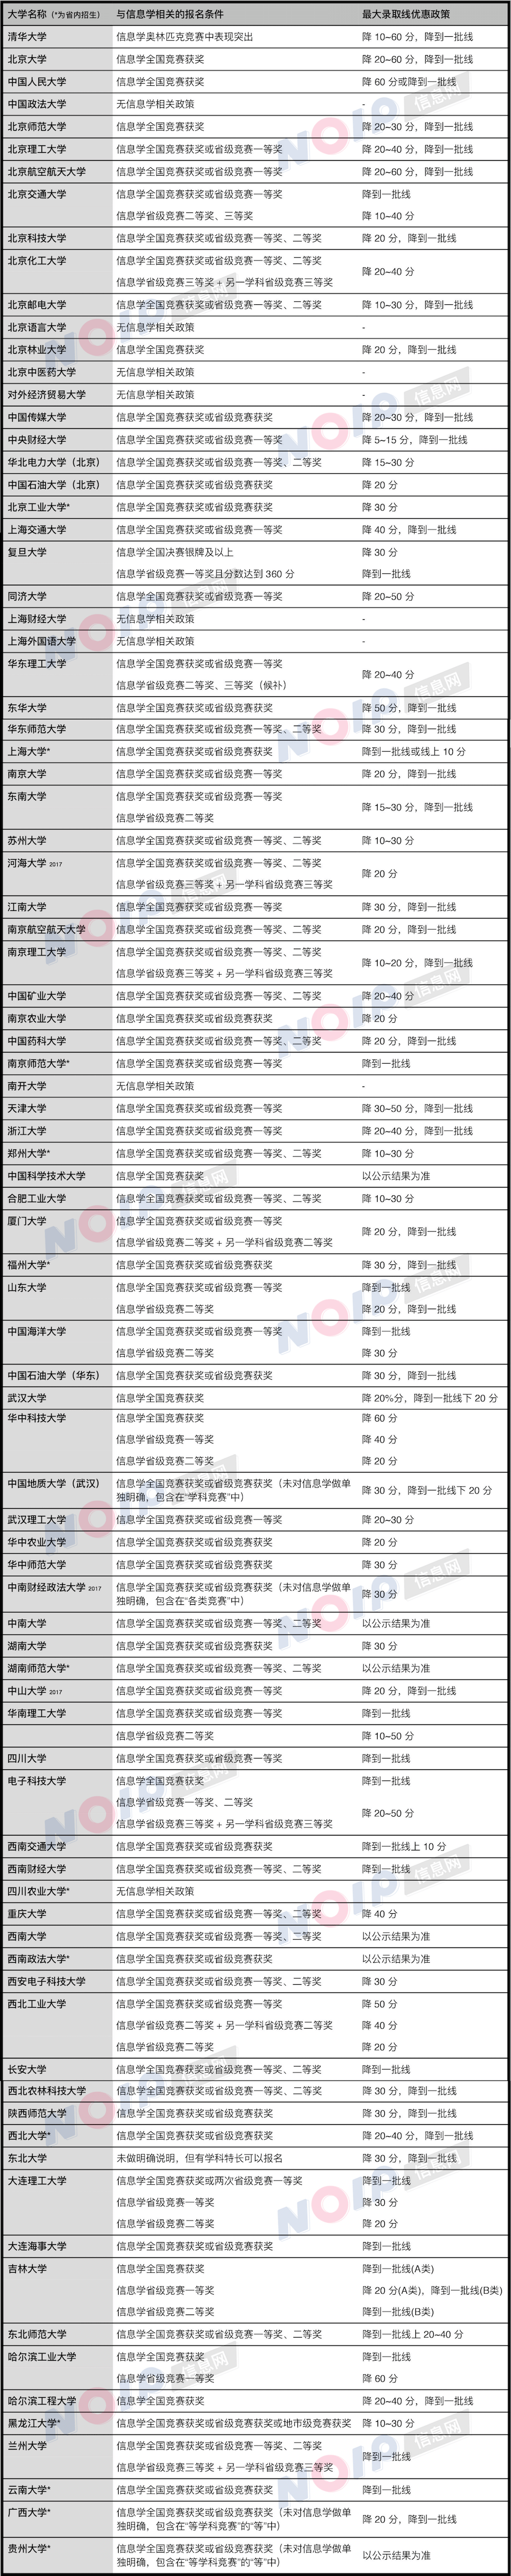 大学名称（*为省内招生） 与信息学相关的报名条件 最大录取线优惠政策
清华大学 信息学奥林匹克竞赛中表现突出 降 10~60 分，降到一批线
北京大学 信息学全国竞赛获奖 降 20~60 分，降到一批线
中国人民大学 信息学全国竞赛获奖 降 60 分或降到一批线
中国政法大学 无信息学相关政策 -
北京师范大学 信息学全国竞赛获奖 降 20~30 分，降到一批线
北京理工大学 信息学全国竞赛获奖或省级竞赛一等奖 降 20~40 分，降到一批线
北京航空航天大学 信息学全国竞赛获奖或省级竞赛一等奖 降 20~60 分，降到一批线
北京交通大学 信息学全国竞赛获奖或省级竞赛一等奖 降到一批线
信息学省级竞赛二等奖、三等奖 降 10~40 分
北京科技大学 信息学全国竞赛获奖或省级竞赛一等奖、二等奖 降 20 分，降到一批线
北京化工大学 信息学全国竞赛获奖或省级竞赛一等奖、二等奖
信息学省级竞赛三等奖 + 另一学科省级竞赛三等奖 降 20~40 分
北京邮电大学 信息学全国竞赛获奖或省级竞赛一等奖、二等奖 降 10~30 分，降到一批线
北京语言大学 无信息学相关政策 -
北京林业大学 信息学全国竞赛获奖 降 20 分，降到一批线
北京中医药大学 无信息学相关政策 -
对外经济贸易大学 无信息学相关政策 -
中国传媒大学 信息学全国竞赛获奖或省级竞赛获奖 降 20~30 分，降到一批线
中央财经大学 信息学全国竞赛获奖或省级竞赛一等奖 降 5~15 分，降到一批线
华北电力大学（北京） 信息学全国竞赛获奖或省级竞赛一等奖、二等奖 降 15~30 分
中国石油大学（北京） 信息学全国竞赛获奖或省级竞赛获奖 降 20 分
北京工业大学* 信息学全国竞赛获奖或省级竞赛获奖 降 30 分
上海交通大学 信息学全国竞赛获奖或省级竞赛一等奖 降 40 分，降到一批线
复旦大学 信息学全国决赛银牌及以上 降 30 分
信息学省级竞赛一等奖且分数达到 360 分 降到一批线
同济大学 信息学全国竞赛获奖或省级竞赛一等奖 降 20~50 分
上海财经大学 无信息学相关政策 -
上海外国语大学 无信息学相关政策 -
华东理工大学 信息学全国竞赛获奖或省级竞赛一等奖
信息学省级竞赛二等奖、三等奖（候补） 降 20~40 分
东华大学 信息学全国竞赛获奖或省级竞赛获奖 降 50 分，降到一批线
华东师范大学 信息学全国竞赛获奖或省级竞赛一等奖、二等奖 降 30 分，降到一批线
上海大学* 信息学全国竞赛获奖或省级竞赛获奖 降到一批线或线上 10 分
南京大学 信息学全国竞赛获奖或省级竞赛一等奖 降 20 分，降到一批线
东南大学 信息学全国竞赛获奖或省级竞赛一等奖
信息学省级竞赛二等奖 降 15~30 分，降到一批线
苏州大学 信息学全国竞赛获奖或省级竞赛一等奖、二等奖 降 10~30 分
河海大学 2017 信息学全国竞赛获奖或省级竞赛一等奖、二等奖
信息学省级竞赛三等奖 + 另一学科省级竞赛三等奖 降 20 分
江南大学 信息学全国竞赛获奖或省级竞赛一等奖 降 30 分，降到一批线
南京航空航天大学 信息学全国竞赛获奖或省级竞赛一等奖、二等奖 降 20 分，降到一批线
南京理工大学 信息学全国竞赛获奖或省级竞赛一等奖、二等奖
信息学省级竞赛三等奖 + 另一学科省级竞赛三等奖 降 10~20 分，降到一批线
中国矿业大学 信息学全国竞赛获奖或省级竞赛一等奖、二等奖 降 20~40 分
南京农业大学 信息学全国竞赛获奖或省级竞赛获奖 降 20 分
中国药科大学 信息学全国竞赛获奖或省级竞赛一等奖、二等奖 降 20 分，降到一批线
南京师范大学* 信息学全国竞赛获奖或省级竞赛一等奖 降到一批线
南开大学 无信息学相关政策 -
天津大学 信息学全国竞赛获奖或省级竞赛一等奖 降 30~50 分，降到一批线
浙江大学 信息学全国竞赛获奖或省级竞赛一等奖 降 20~40 分，降到一批线
郑州大学* 信息学全国竞赛获奖或省级竞赛一等奖、二等奖 降 10~30 分
中国科学技术大学 信息学全国竞赛获奖 以公示结果为准
合肥工业大学 信息学全国竞赛获奖或省级竞赛一等奖、二等奖 降 10~30 分
厦门大学 信息学全国竞赛获奖或省级竞赛一等奖
信息学省级竞赛二等奖 + 另一学科省级竞赛二等奖 降 20 分，降到一批线
福州大学* 信息学全国竞赛获奖或省级竞赛获奖 降 30 分，降到一批线
山东大学 信息学全国竞赛获奖或省级竞赛一等奖 降到一批线
信息学省级竞赛二等奖 降 20 分，降到一批线
中国海洋大学 信息学全国竞赛获奖或省级竞赛一等奖 降到一批线
信息学省级竞赛二等奖 降 30 分
中国石油大学（华东） 信息学全国竞赛获奖或省级竞赛获奖 降 30 分，降到一批线
武汉大学 信息学全国竞赛获奖 降 20%分，降到一批线下 20 分
华中科技大学 信息学全国竞赛获奖 降 60 分
信息学省级竞赛一等奖 降 40 分
信息学省级竞赛二等奖 降 20 分
中国地质大学（武汉） 信息学全国竞赛获奖或省级竞赛获奖（未对信息学做单
独明确，包含在“学科竞赛”中） 降 30 分，降到一批线下 20 分
武汉理工大学 信息学全国竞赛获奖或省级竞赛一等奖 降 20~30 分
华中农业大学 信息学全国竞赛获奖或省级竞赛获奖 降 20 分
华中师范大学 信息学全国竞赛获奖或省级竞赛获奖 降 30 分
中南财经政法大学 2017 信息学全国竞赛获奖或省级竞赛获奖（未对信息学做单
独明确，包含在“各类竞赛”中） 降 30 分
中南大学 信息学全国竞赛获奖或省级竞赛一等奖、二等奖 以公示结果为准
湖南大学 信息学全国竞赛获奖或省级竞赛获奖 降 30 分
湖南师范大学* 信息学全国竞赛获奖或省级竞赛一等奖、二等奖 以公示结果为准
中山大学 2017 信息学全国竞赛获奖或省级竞赛一等奖 降 20 分，降到一批线
华南理工大学 信息学全国竞赛获奖或省级竞赛一等奖 降到一批线
信息学省级竞赛二等奖 降 10~50 分
四川大学 信息学全国竞赛获奖或省级竞赛一等奖 降到一批线
电子科技大学 信息学全国竞赛获奖 降到一批线
信息学省级竞赛一等奖、二等奖
信息学省级竞赛三等奖 + 另一学科省级竞赛三等奖 降 20~50 分
西南交通大学 信息学全国竞赛获奖或省级竞赛获奖 降到一批线上 10 分
西南财经大学 信息学全国竞赛获奖或省级竞赛一等奖、二等奖 降到一批线
四川农业大学* 无信息学相关政策
重庆大学 信息学全国竞赛获奖或省级竞赛一等奖、二等奖 降 40 分
西南大学 信息学全国竞赛获奖或省级竞赛一等奖、二等奖 以公示结果为准
西南政法大学* 信息学全国竞赛获奖或省级竞赛获奖 以公示结果为准
西安电子科技大学 信息学全国竞赛获奖或省级竞赛一等奖、二等奖 降 30 分
西北工业大学 信息学全国竞赛获奖或省级竞赛一等奖 降 50 分
信息学省级竞赛二等奖 + 另一学科省级竞赛二等奖 降 40 分
信息学省级竞赛二等奖 降 20 分
长安大学 信息学全国竞赛获奖或省级竞赛一等奖、二等奖 降到一批线
西北农林科技大学 信息学全国竞赛获奖或省级竞赛一等奖、二等奖 降 30 分，降到一批线
陕西师范大学 信息学全国竞赛获奖或省级竞赛获奖 降 30 分，降到一批线
西北大学* 信息学全国竞赛获奖或省级竞赛获奖 降 20~40 分，降到一批线
东北大学 未做明确说明，但有学科特长可以报名 降 30 分，降到一批线
大连理工大学 信息学全国竞赛获奖或两次省级竞赛一等奖 降到一批线
信息学省级竞赛一等奖 降 30 分
信息学省级竞赛二等奖 降 20 分
大连海事大学 信息学全国竞赛获奖或省级竞赛获奖 降到一批线
吉林大学 信息学全国竞赛获奖 降到一批线(A类)
信息学省级竞赛一等奖 降 20 分(A类)，降到一批线(B类)
信息学省级竞赛二等奖 降到一批线(B类)
东北师范大学 信息学全国竞赛获奖或省级竞赛一等奖、二等奖 降到一批线上 20~40 分
哈尔滨工业大学 信息学全国竞赛获奖 降到一批线
信息学省级竞赛一等奖 降 60 分
哈尔滨工程大学 信息学全国竞赛获奖 降 20~40 分，降到一批线
黑龙江大学* 信息学全国竞赛获奖或省级竞赛获奖或地市级竞赛获奖 降 10~30 分
兰州大学 信息学全国竞赛获奖或省级竞赛一等奖、二等奖
信息学省级竞赛三等奖 + 另一学科省级竞赛三等奖 降到一批线
云南大学* 信息学全国竞赛获奖或省级竞赛获奖 降到一批线
广西大学* 信息学全国竞赛获奖或省级竞赛获奖（未对信息学做单
独明确，包含在“等学科竞赛”的“等”中） 降 20 分，降到一批线
贵州大学* 信息学全国竞赛获奖或省级竞赛获奖（未对信息学做单
独明确，包含在“等学科竞赛”的“等”中） 以公示结果为准
NOIP 信息网